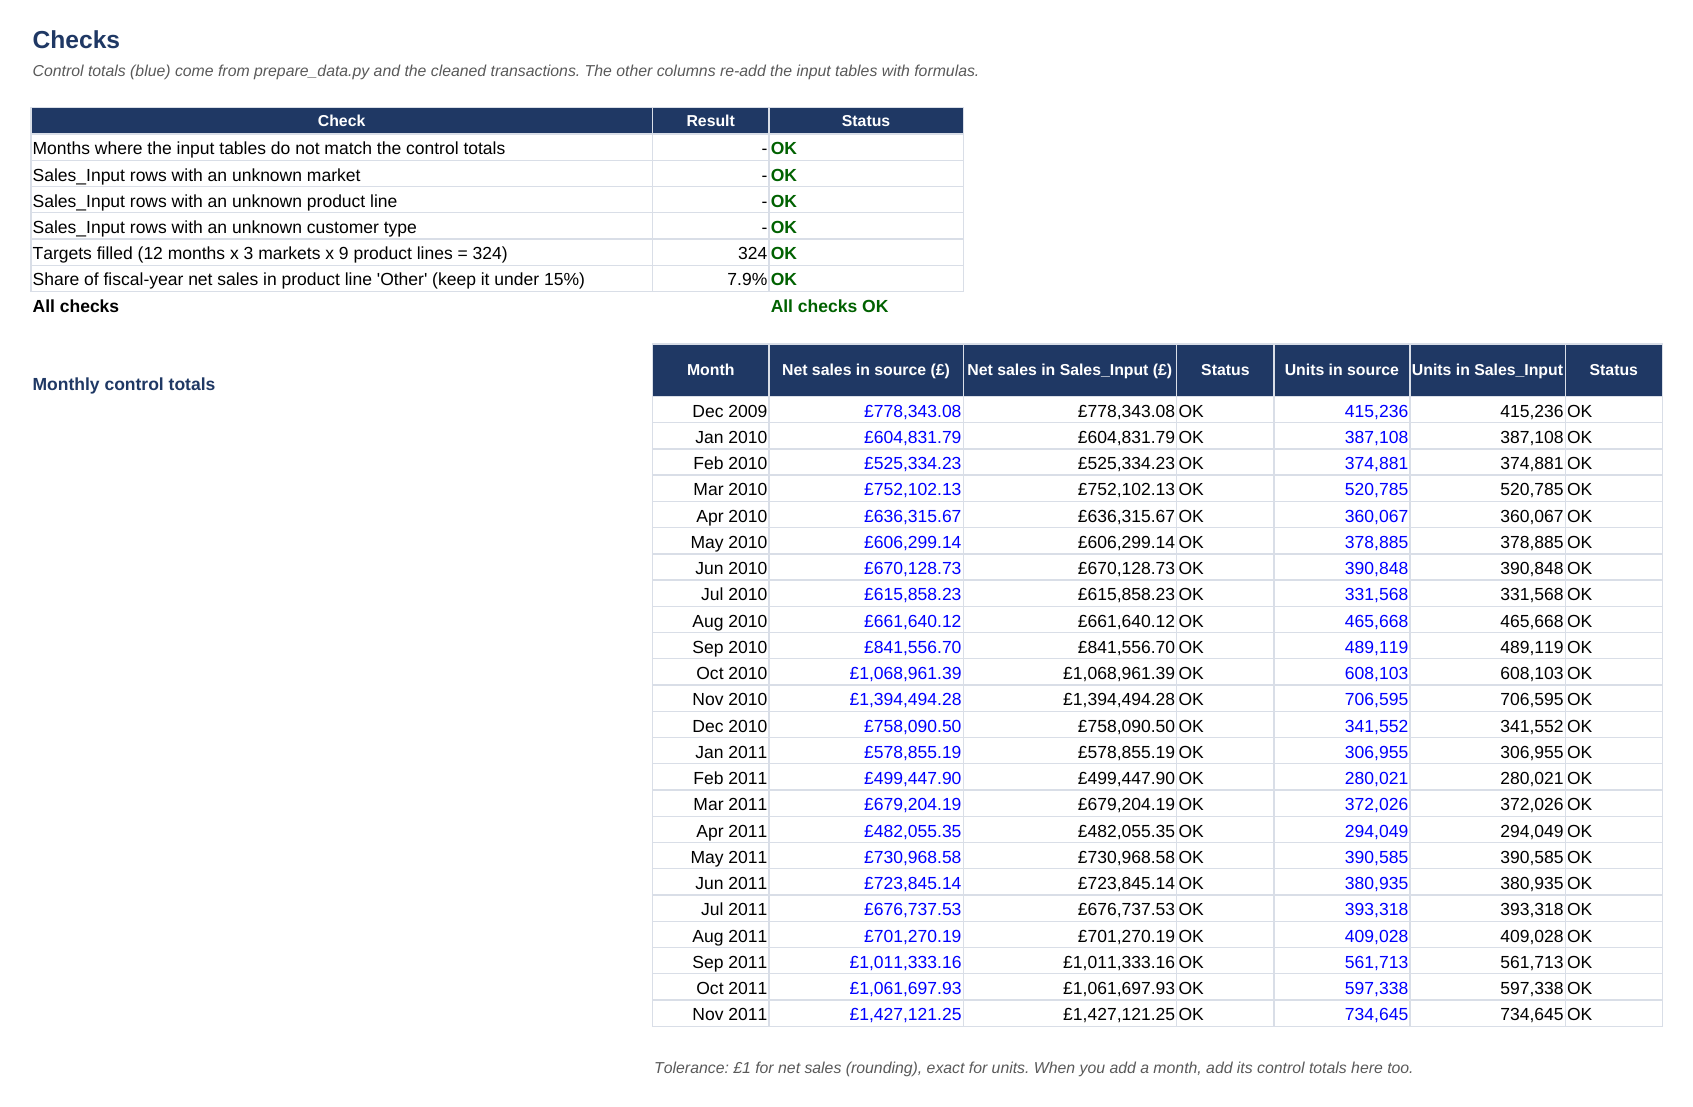 Checks
Control totals (blue) come from prepare_data.py and the cleaned transactions. The other columns re-add the input tables with formulas.
Check Result Status
Months where the input tables do not match the control totals - OK
Sales_Input rows with an unknown market - OK
Sales_Input rows with an unknown product line - OK
Sales_Input rows with an unknown customer type - OK
Targets filled (12 months x 3 markets x 9 product lines = 324) 324 OK
Share of fiscal-year net sales in product line 'Other' (keep it under 15%) 7.9% OK
All checks All checks OK
Monthly control totals
Month Net sales in source (£) Net sales in Sales_Input (£) Status Units in source Units in Sales_Input Status
Dec 2009 £778,343.08 £778,343.08 OK 415,236 415,236 OK
Jan 2010 £604,831.79 £604,831.79 OK 387,108 387,108 OK
Feb 2010 £525,334.23 £525,334.23 OK 374,881 374,881 OK
Mar 2010 £752,102.13 £752,102.13 OK 520,785 520,785 OK
Apr 2010 £636,315.67 £636,315.67 OK 360,067 360,067 OK
May 2010 £606,299.14 £606,299.14 OK 378,885 378,885 OK
Jun 2010 £670,128.73 £670,128.73 OK 390,848 390,848 OK
Jul 2010 £615,858.23 £615,858.23 OK 331,568 331,568 OK
Aug 2010 £661,640.12 £661,640.12 OK 465,668 465,668 OK
Sep 2010 £841,556.70 £841,556.70 OK 489,119 489,119 OK
Oct 2010 £1,068,961.39 £1,068,961.39 OK 608,103 608,103 OK
Nov 2010 £1,394,494.28 £1,394,494.28 OK 706,595 706,595 OK
Dec 2010 £758,090.50 £758,090.50 OK 341,552 341,552 OK
Jan 2011 £578,855.19 £578,855.19 OK 306,955 306,955 OK
Feb 2011 £499,447.90 £499,447.90 OK 280,021 280,021 OK
Mar 2011 £679,204.19 £679,204.19 OK 372,026 372,026 OK
Apr 2011 £482,055.35 £482,055.35 OK 294,049 294,049 OK
May 2011 £730,968.58 £730,968.58 OK 390,585 390,585 OK
Jun 2011 £723,845.14 £723,845.14 OK 380,935 380,935 OK
Jul 2011 £676,737.53 £676,737.53 OK 393,318 393,318 OK
Aug 2011 £701,270.19 £701,270.19 OK 409,028 409,028 OK
Sep 2011 £1,011,333.16 £1,011,333.16 OK 561,713 561,713 OK
Oct 2011 £1,061,697.93 £1,061,697.93 OK 597,338 597,338 OK
Nov 2011 £1,427,121.25 £1,427,121.25 OK 734,645 734,645 OK
Tolerance: £1 for net sales (rounding), exact for units. When you add a month, add its control totals here too.